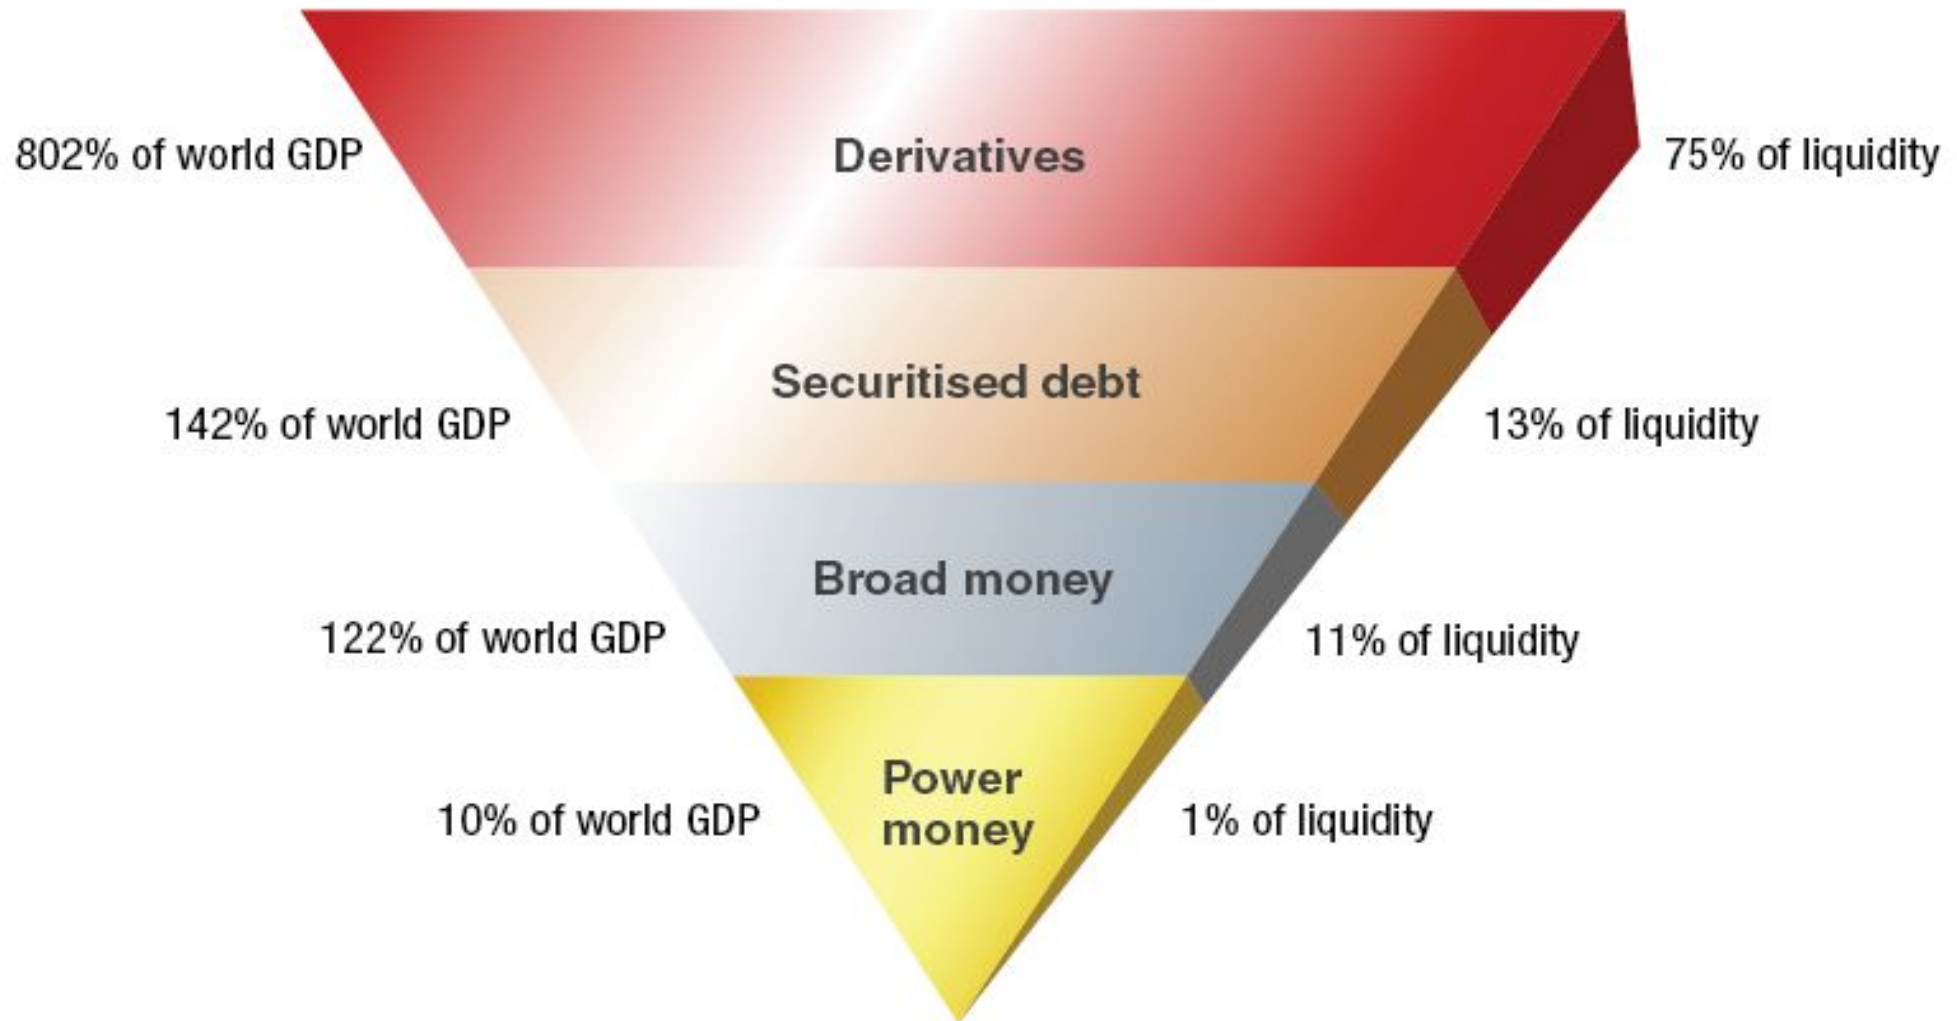 802% of world GDP
Derivatives
75% of liquidity
142% of world GDP
Securitised debt
13% of liquidity
122% of world GDP
Broad money
11% of liquidity
10% of world GDP
Power
money
1% of liquidity